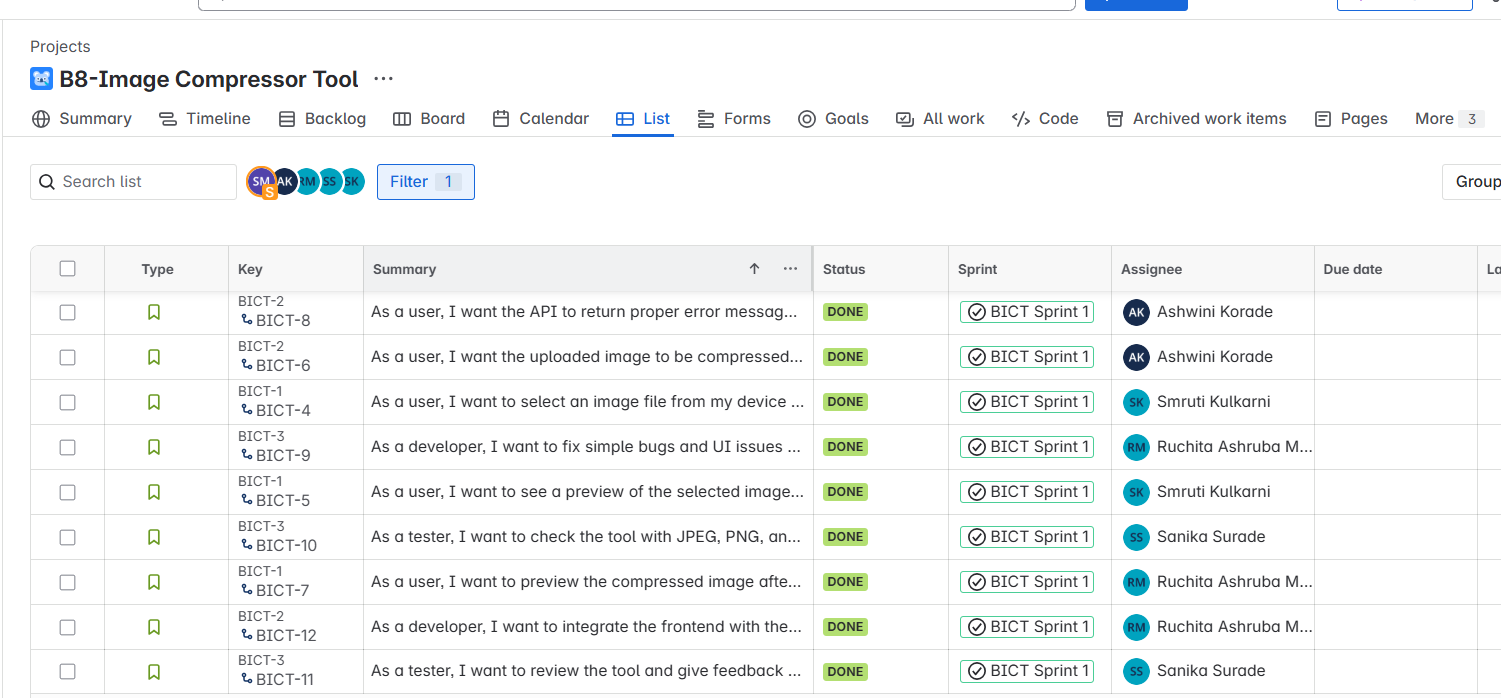 Projects
B8-Image Compressor Tool ...
Summary Timeline Backlog Board Calendar List Forms Goals All work Code Archived work items Pages More 3
Search list SM S AK RM SS SK Filter 1 Group
Type Key Summary ... Status Sprint Assignee Due date La
BICT-2
BICT-8 As a user, I want the API to return proper error messag... DONE BICT Sprint 1 AK Ashwini Korade
BICT-2
BICT-6 As a user, I want the uploaded image to be compressed... DONE BICT Sprint 1 AK Ashwini Korade
BICT-1
BICT-4 As a user, I want to select an image file from my device ... DONE BICT Sprint 1 SK Smruti Kulkarni
BICT-3
BICT-9 As a developer, I want to fix simple bugs and UI issues ... DONE BICT Sprint 1 RM Ruchita Ashruba M...
BICT-1
BICT-5 As a user, I want to see a preview of the selected image... DONE BICT Sprint 1 SK Smruti Kulkarni
BICT-3
BICT-10 As a tester, I want to check the tool with JPEG, PNG, an... DONE BICT Sprint 1 SS Sanika Surade
BICT-1
BICT-7 As a user, I want to preview the compressed image afte... DONE BICT Sprint 1 RM Ruchita Ashruba M...
BICT-2
BICT-12 As a developer, I want to integrate the frontend with the... DONE BICT Sprint 1 RM Ruchita Ashruba M...
BICT-3
BICT-11 As a tester, I want to review the tool and give feedback ... DONE BICT Sprint 1 SS Sanika Surade